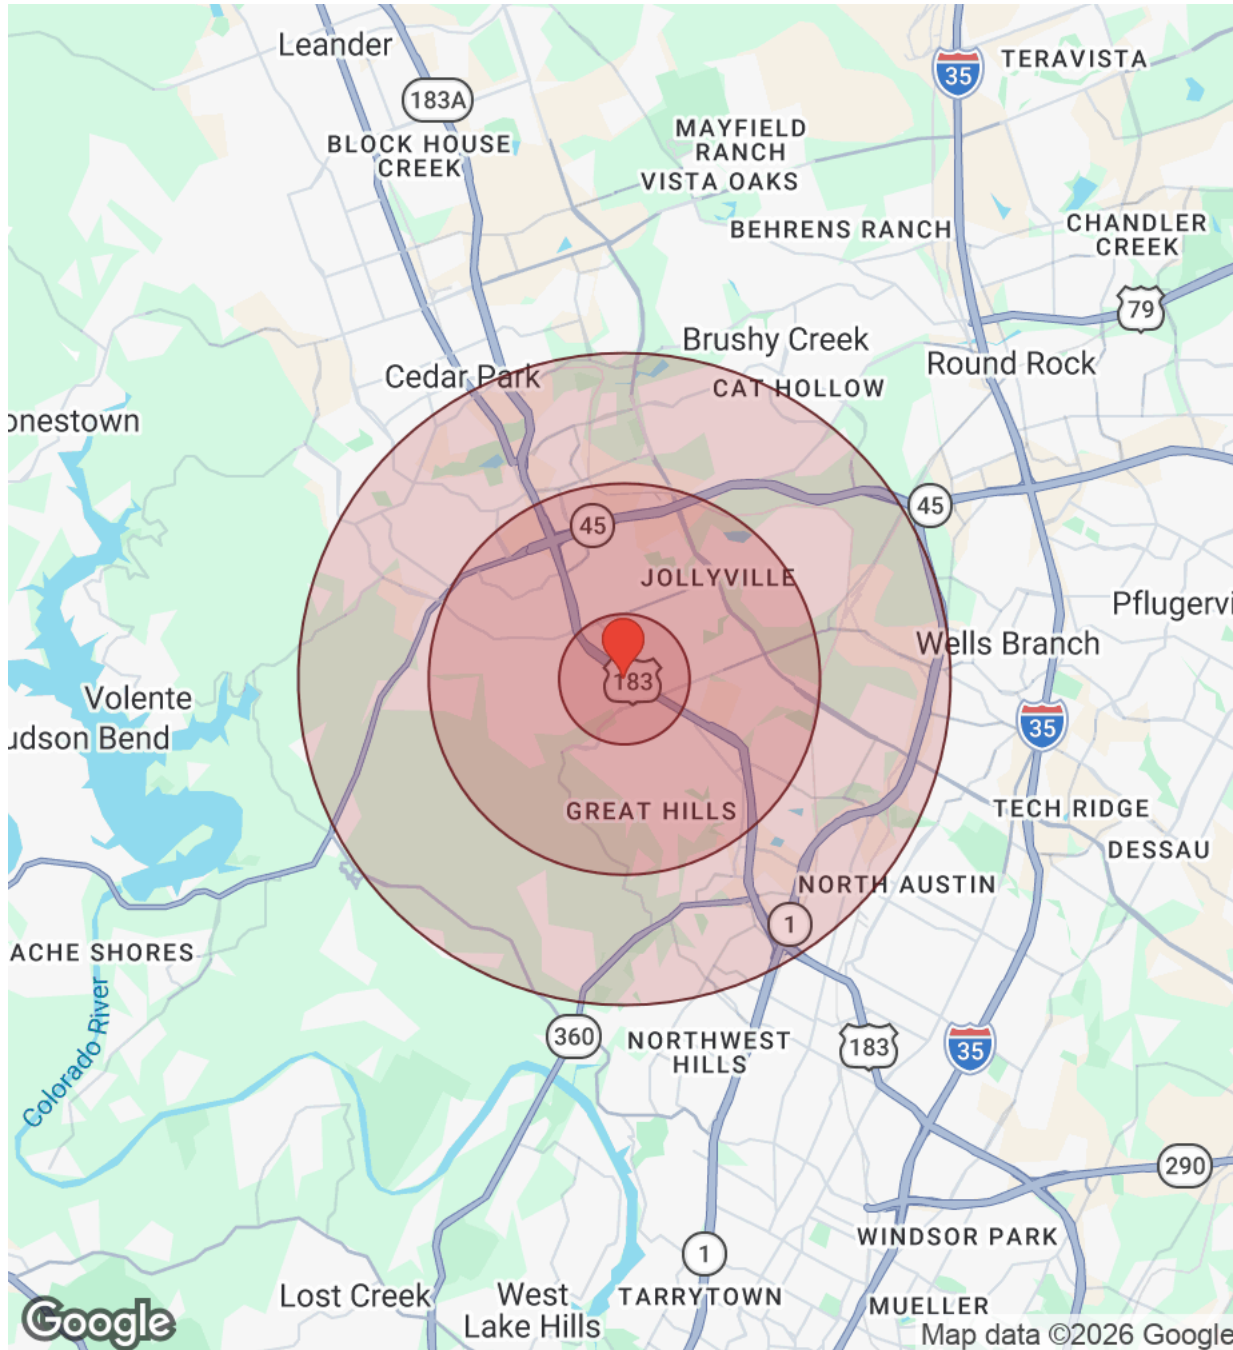 Leander
35
TERAVISTA
183A
MAYFIELD
RANCH
BLOCK HOUSE
CREEK
VISTA OAKS
BEHRENS RANCH
CHANDLER
CREEK
79
Brushy Creek
Round Rock
Cedar Park
CAT HOLLOW
onestown
45
45
JOLLYVILLE
Pflugervi
Wells Branch
183
Volente
udson Bend
35
GREAT HILLS
TECH RIDGE
DESSAU
NORTH AUSTIN
1
ACHE SHORES
Colorado River
360
NORTHWEST
HILLS
183
35
290
WINDSOR PARK
1
Lost Creek
West
Lake Hills
TARRYTOWN
MUELLER
Google
Map data ©2026 Google